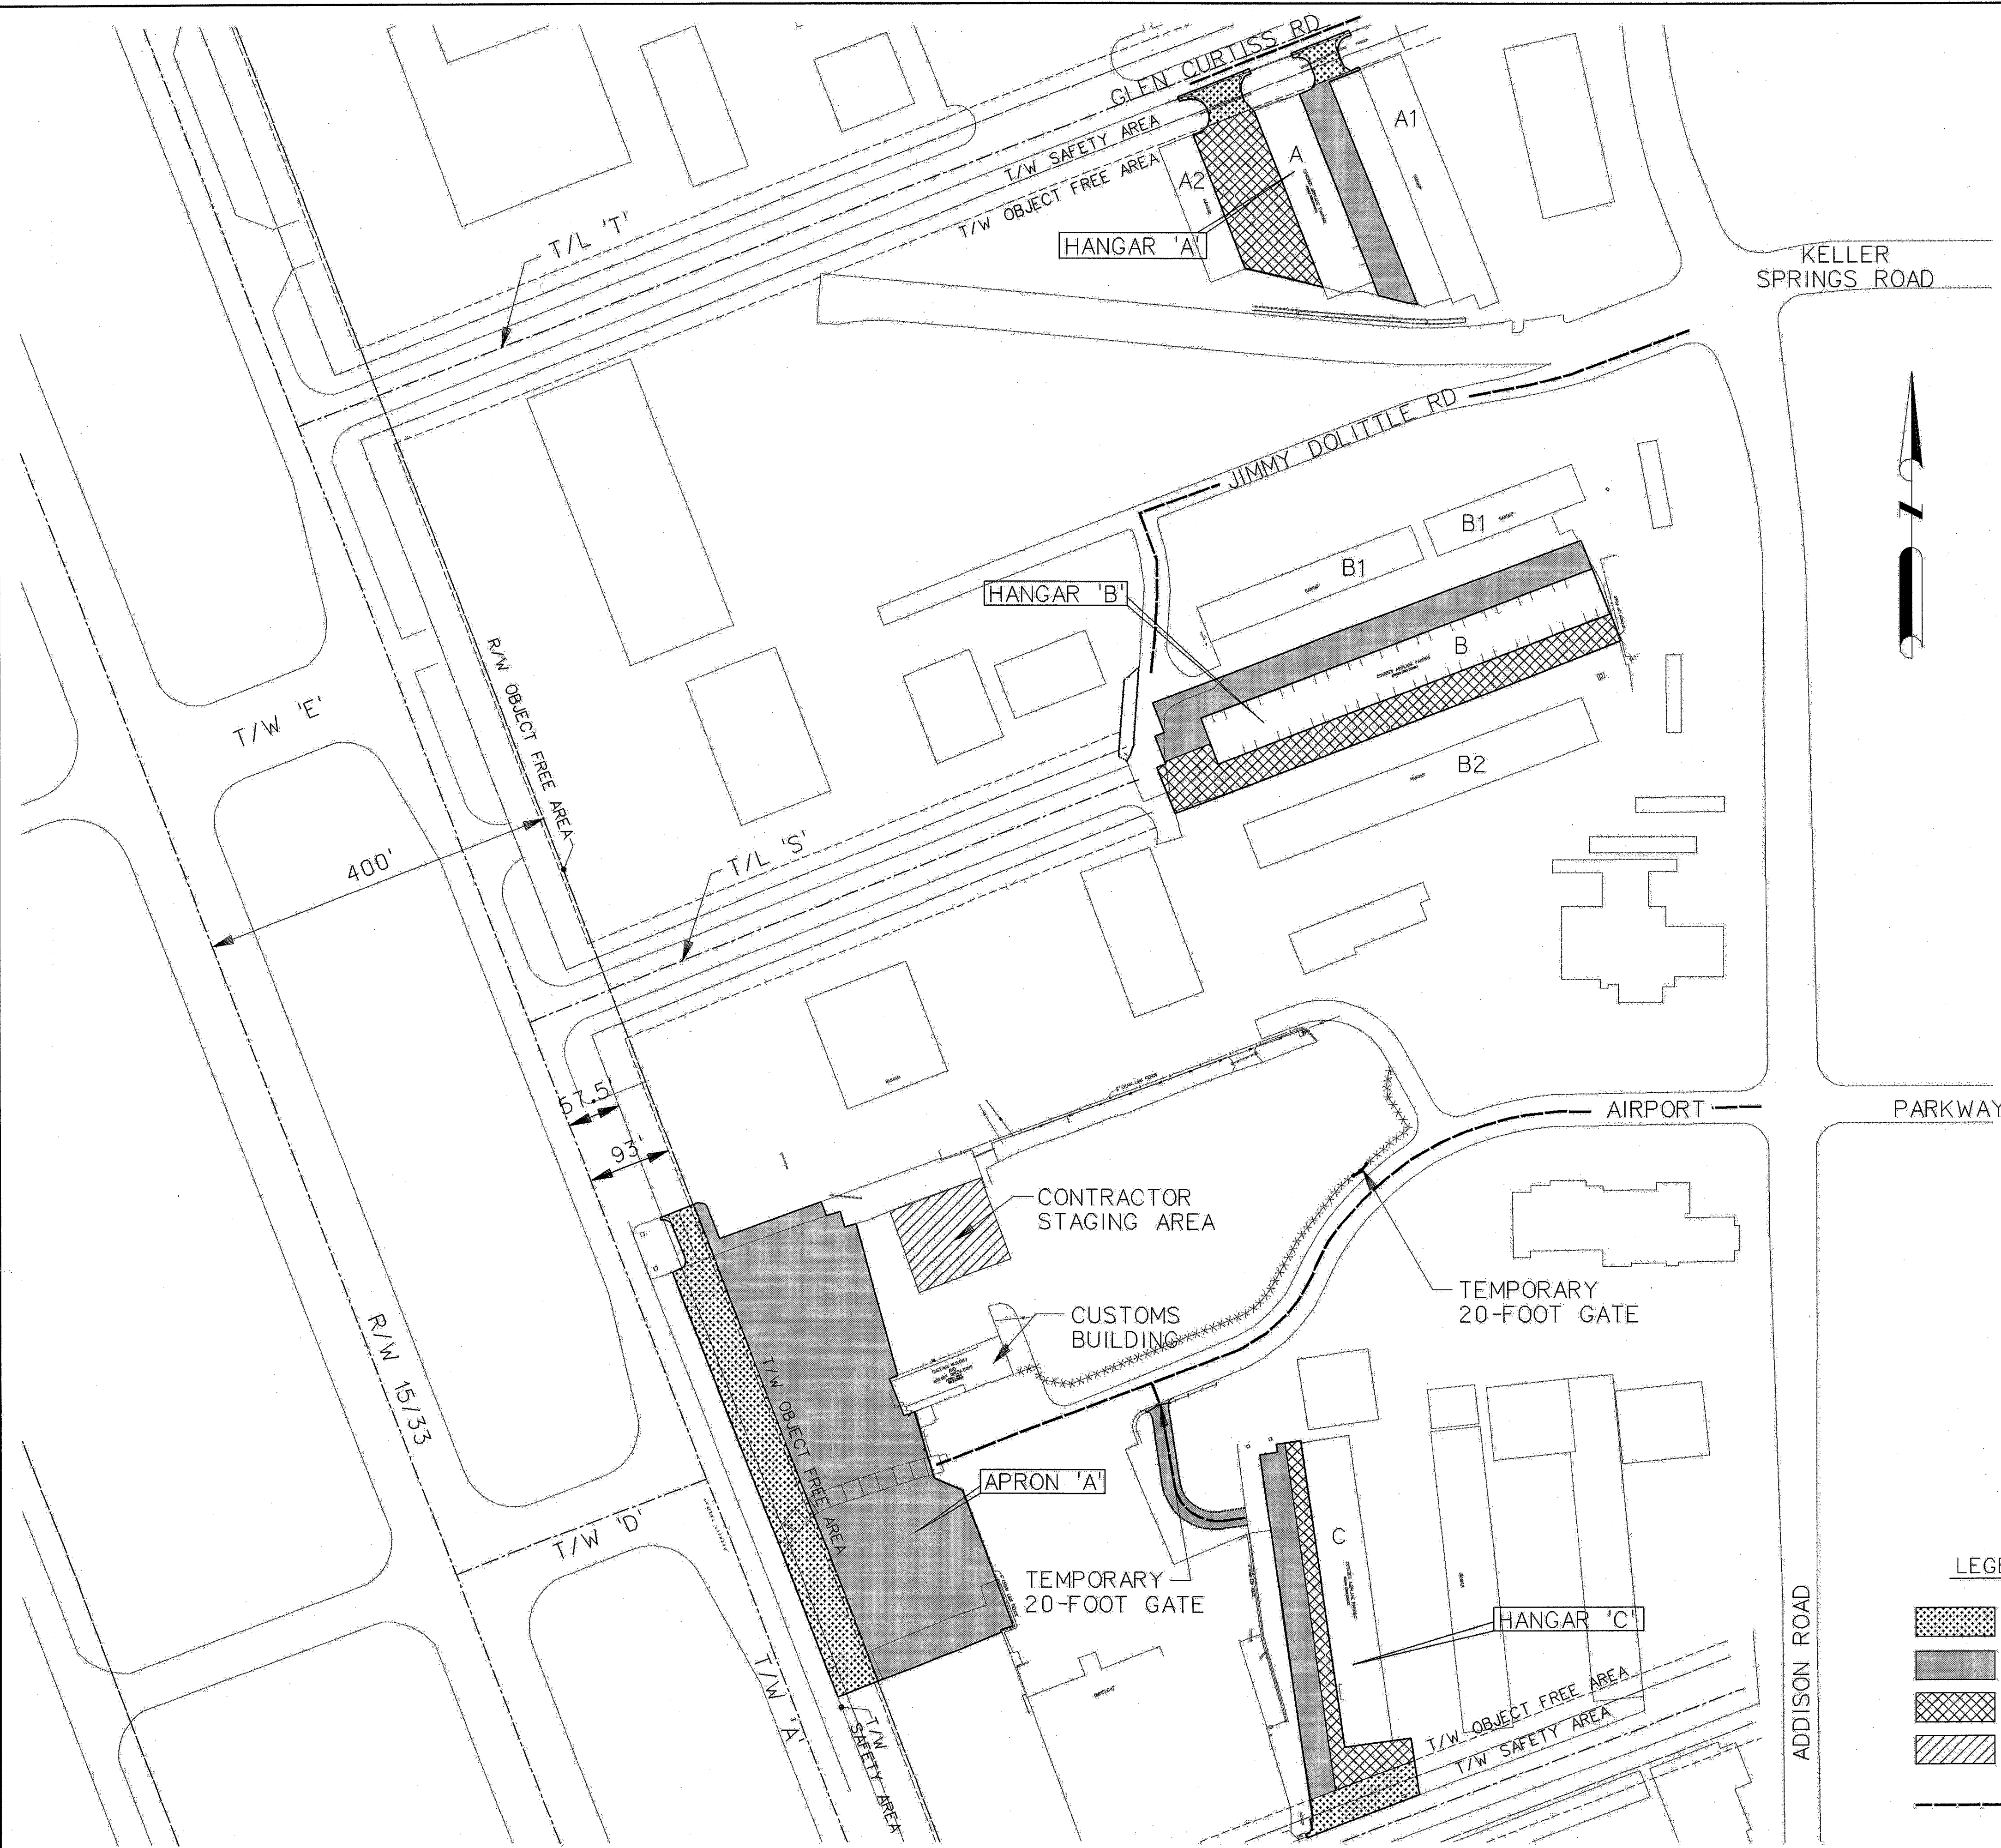 GLEN CURTISS RD
T/W SAFETY AREA
T/W OBJECT FREE AREA
A1
A
A2
HANGAR 'A'
T/L 'T'
KELLER
SPRINGS ROAD
JIMMY DOLITTLE RD
N
B1
B1
HANGAR 'B'
B
B2
R/W OBJECT FREE AREA
T/W 'E'
400'
T/L 'S'
57.5'
93'
1
AIRPORT
PARKWAY
CONTRACTOR
STAGING AREA
CUSTOMS
BUILDING
TEMPORARY
20-FOOT GATE
R/W 15/33
T/W OBJECT FREE AREA
APRON 'A'
T/W 'D'
TEMPORARY
20-FOOT GATE
C
HANGAR 'C'
T/W OBJECT FREE AREA
T/W SAFETY AREA
T/W 'A'
T/W
SAFETY AREA
ADDISON ROAD
LEGE